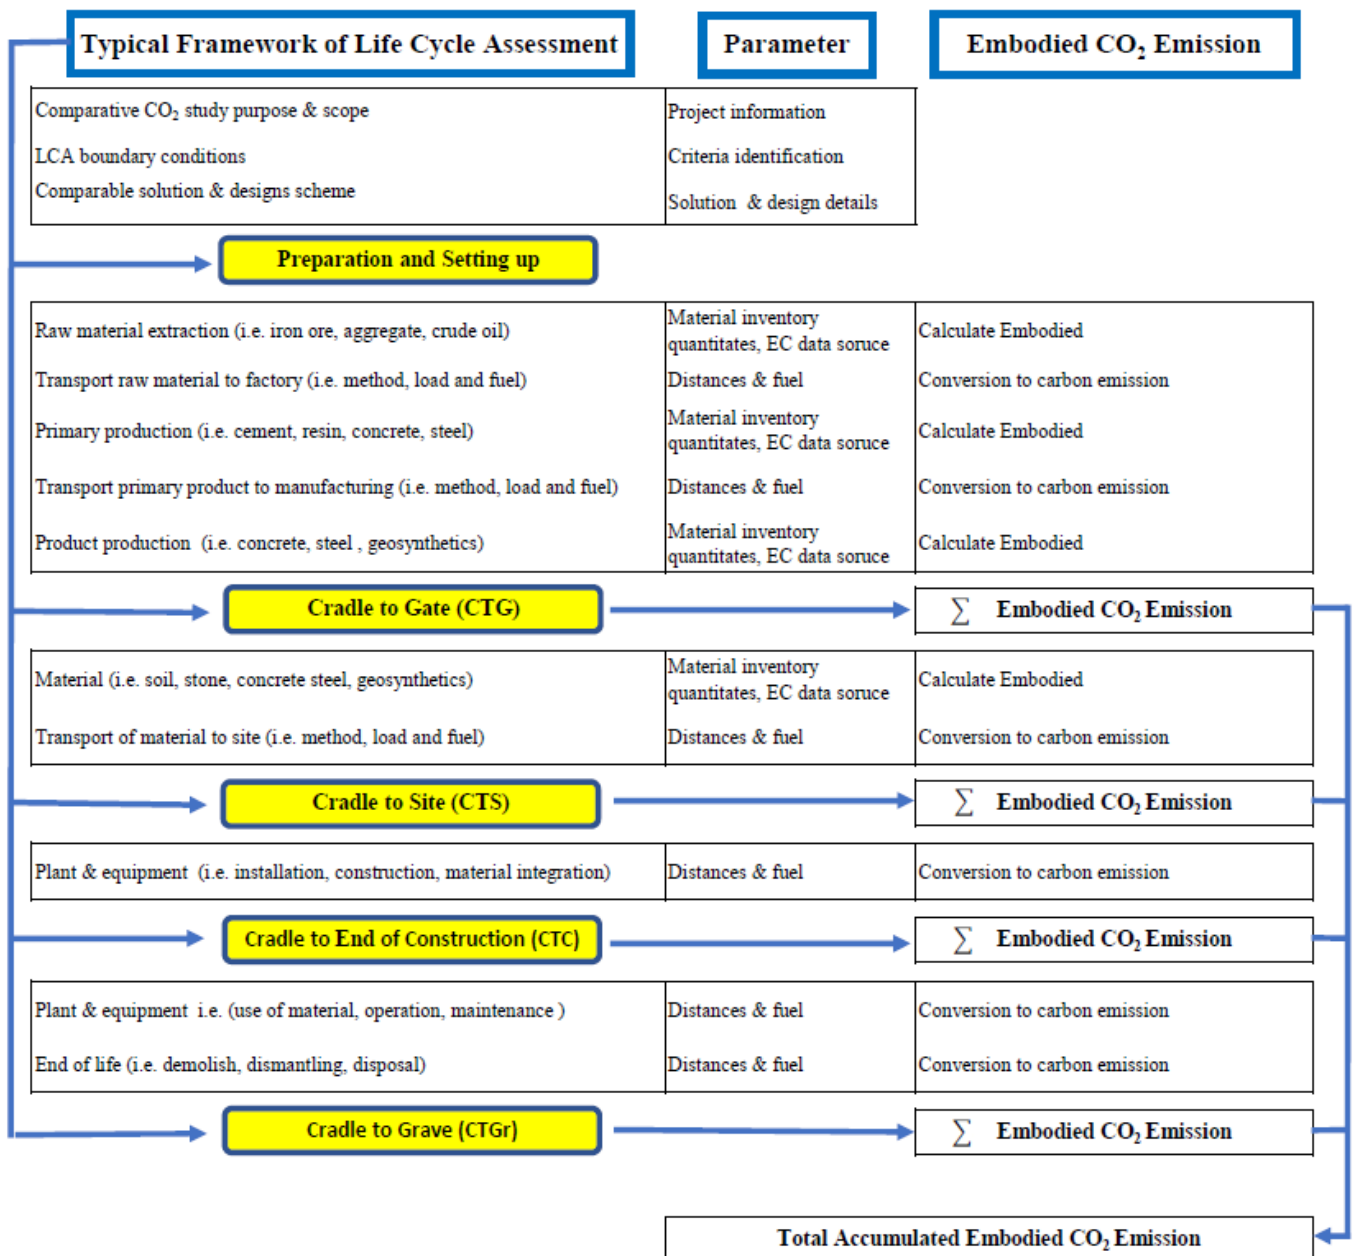 Typical Framework of Life Cycle Assessment
Parameter
Embodied CO₂ Emission
Comparative CO₂ study purpose & scope
Project information
LCA boundary conditions
Criteria identification
Comparable solution & designs scheme
Solution & design details
Preparation and Setting up
Raw material extraction (i.e. iron ore, aggregate, crude oil)
Material inventory
quantitates, EC data soruce
Calculate Embodied
Transport raw material to factory (i.e. method, load and fuel)
Distances & fuel
Conversion to carbon emission
Primary production (i.e. cement, resin, concrete, steel)
Material inventory
quantitates, EC data soruce
Calculate Embodied
Transport primary product to manufacturing (i.e. method, load and fuel)
Distances & fuel
Conversion to carbon emission
Product production (i.e. concrete, steel , geosynthetics)
Material inventory
quantitates, EC data soruce
Calculate Embodied
Cradle to Gate (CTG)
∑ Embodied CO₂ Emission
Material (i.e. soil, stone, concrete steel, geosynthetics)
Material inventory
quantitates, EC data soruce
Calculate Embodied
Transport of material to site (i.e. method, load and fuel)
Distances & fuel
Conversion to carbon emission
Cradle to Site (CTS)
∑ Embodied CO₂ Emission
Plant & equipment (i.e. installation, construction, material integration)
Distances & fuel
Conversion to carbon emission
Cradle to End of Construction (CTC)
∑ Embodied CO₂ Emission
Plant & equipment i.e. (use of material, operation, maintenance )
Distances & fuel
Conversion to carbon emission
End of life (i.e. demolish, dismantling, disposal)
Distances & fuel
Conversion to carbon emission
Cradle to Grave (CTGr)
∑ Embodied CO₂ Emission
Total Accumulated Embodied CO₂ Emission